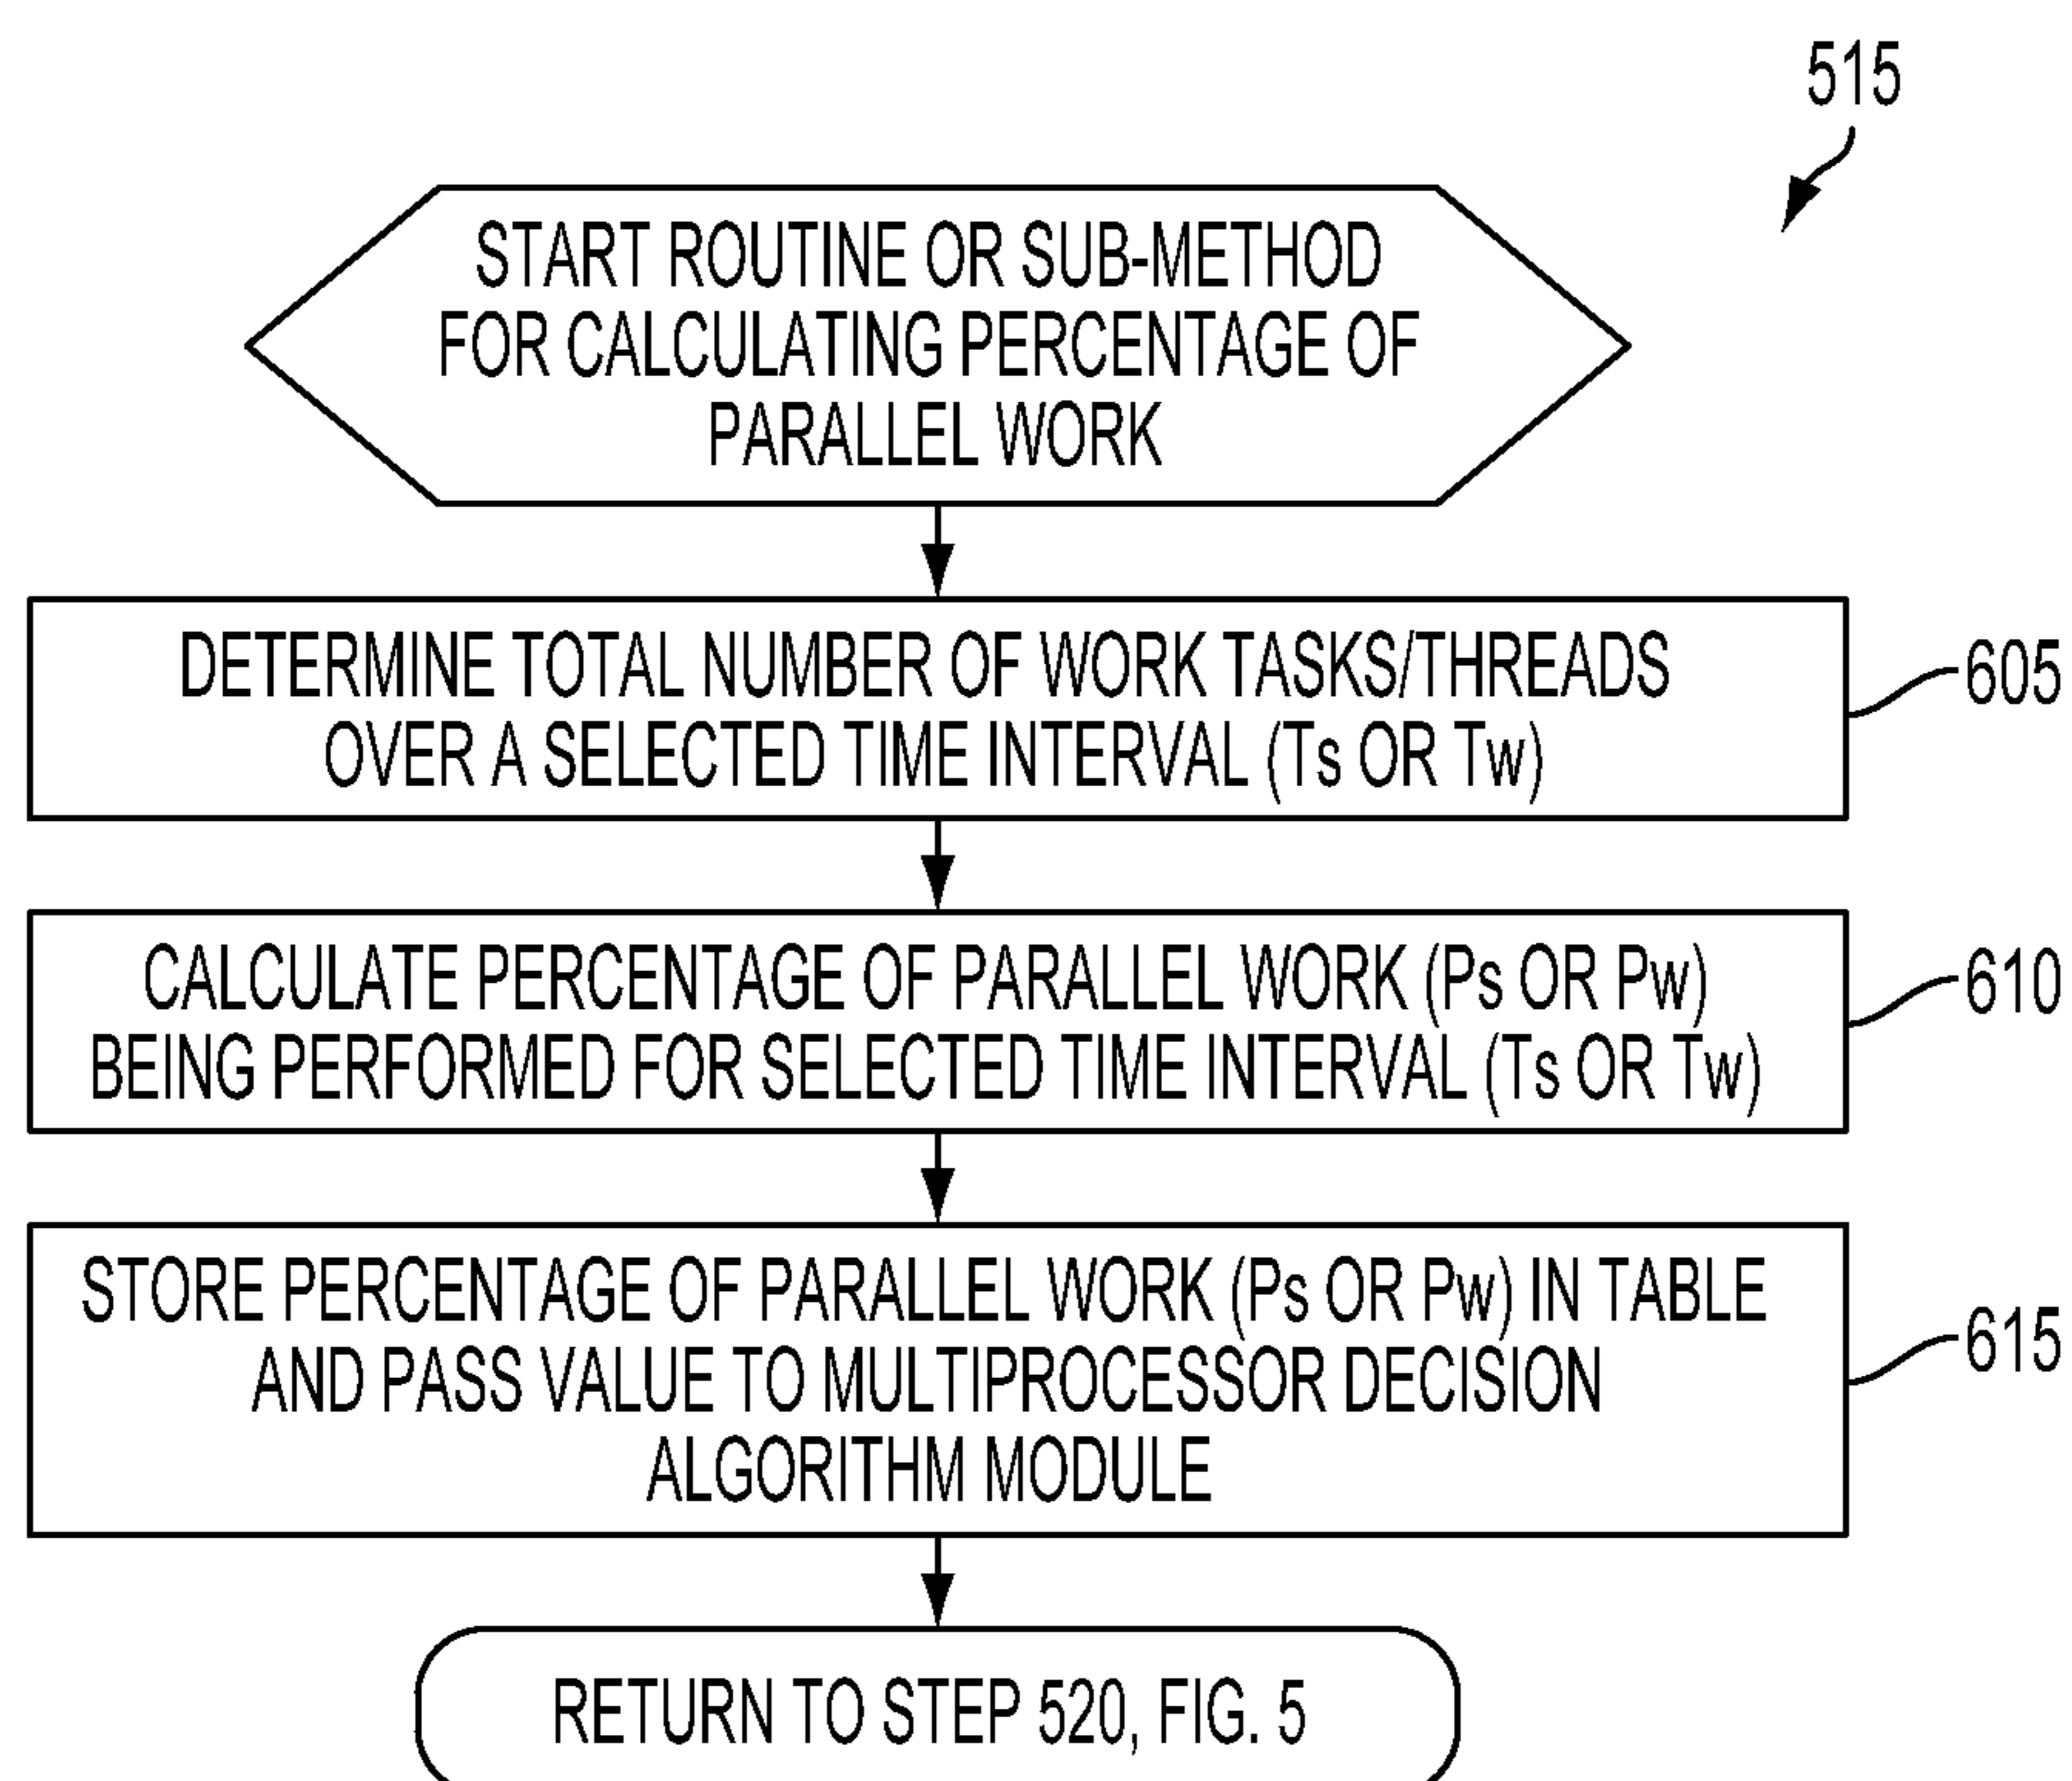 515
START ROUTINE OR SUB-METHOD
FOR CALCULATING PERCENTAGE OF
PARALLEL WORK
DETERMINE TOTAL NUMBER OF WORK TASKS/THREADS
OVER A SELECTED TIME INTERVAL (Ts OR Tw)
605
CALCULATE PERCENTAGE OF PARALLEL WORK (Ps OR Pw)
BEING PERFORMED FOR SELECTED TIME INTERVAL (Ts OR Tw)
610
STORE PERCENTAGE OF PARALLEL WORK (Ps OR Pw) IN TABLE
AND PASS VALUE TO MULTIPROCESSOR DECISION
ALGORITHM MODULE
615
RETURN TO STEP 520, FIG. 5